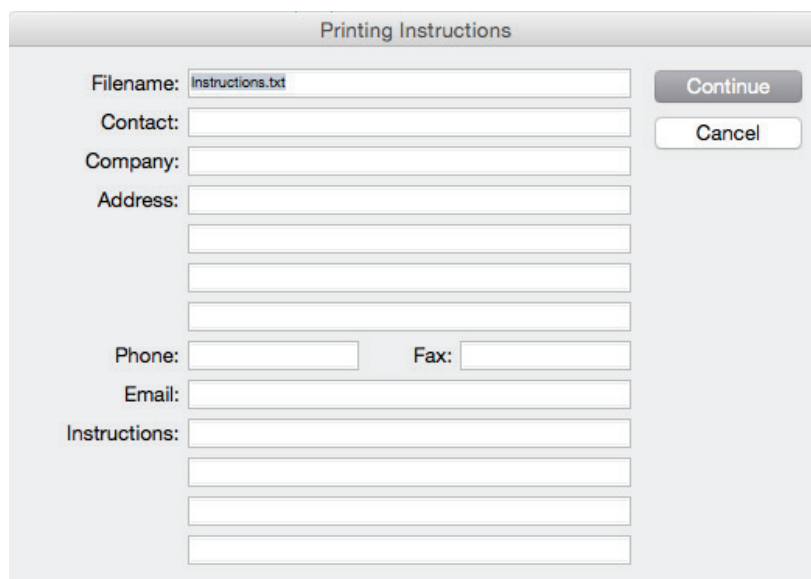 Printing Instructions
Filename: Instructions.txt
Continue
Contact:
Cancel
Company:
Address:
Phone: Fax:
Email:
Instructions: